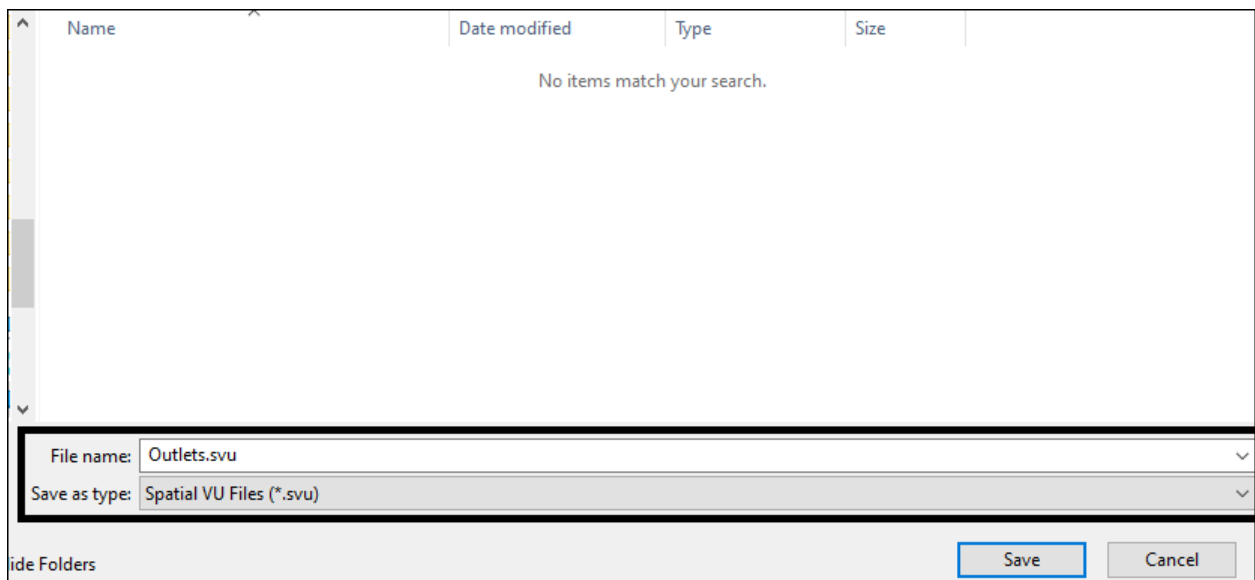 Name Date modified Type Size
No items match your search.
File name: Outlets.svu
Save as type: Spatial VU Files (*.svu)
ide Folders Save Cancel